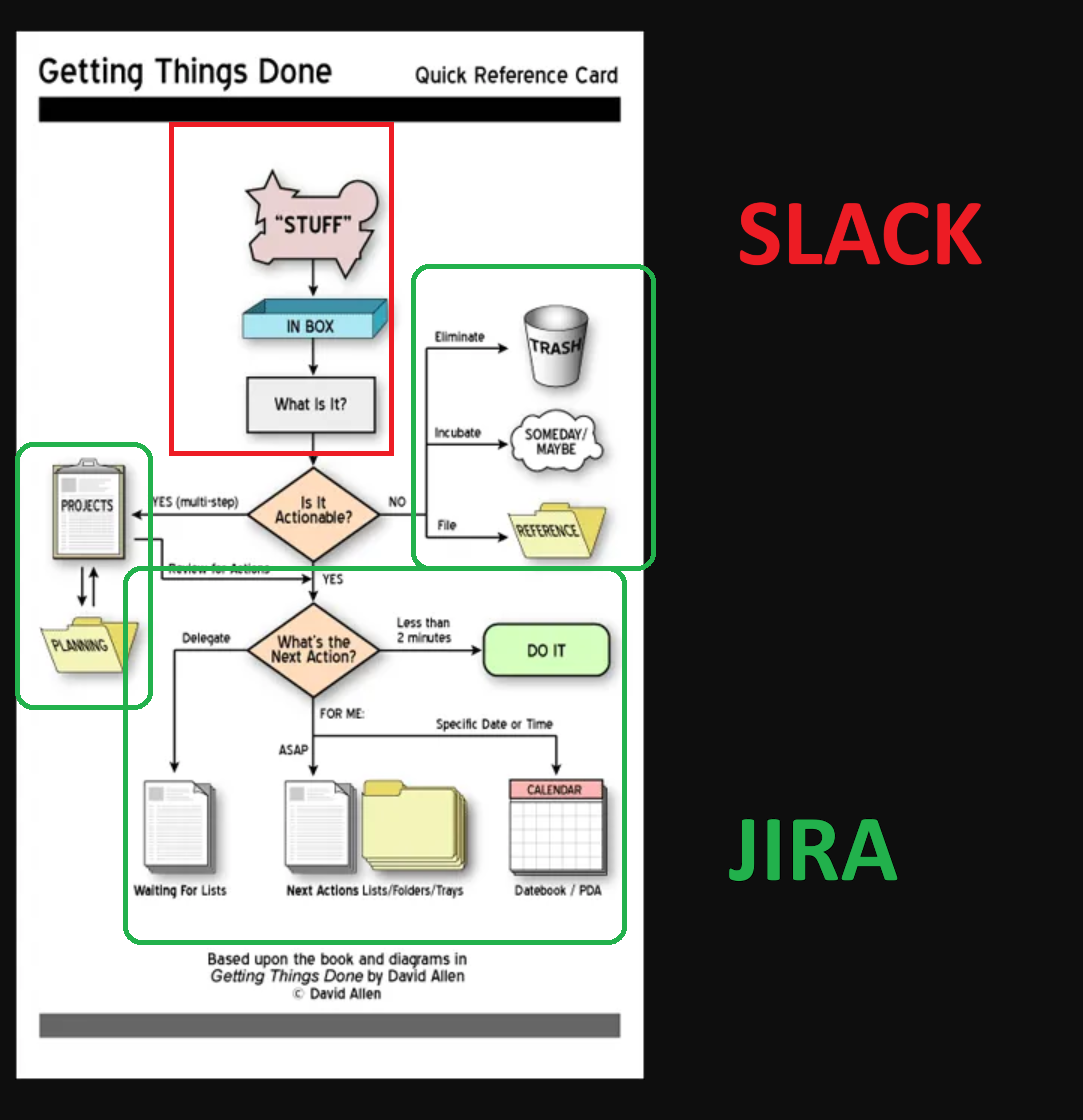 Getting Things Done
Quick Reference Card
SLACK
"STUFF"
IN BOX
What Is It?
Eliminate
TRASH
Incubate
SOMEDAY/
MAYBE
File
REFERENCE
Is It
Actionable?
NO
YES (multi-step)
PROJECTS
Review for Actions
YES
PLANNING
What's the
Next Action?
Delegate
Less than
2 minutes
DO IT
FOR ME:
Specific Date or Time
ASAP
CALENDAR
Waiting For Lists
Next Actions Lists/Folders/Trays
Datebook / PDA
JIRA
Based upon the book and diagrams in
Getting Things Done by David Allen
© David Allen